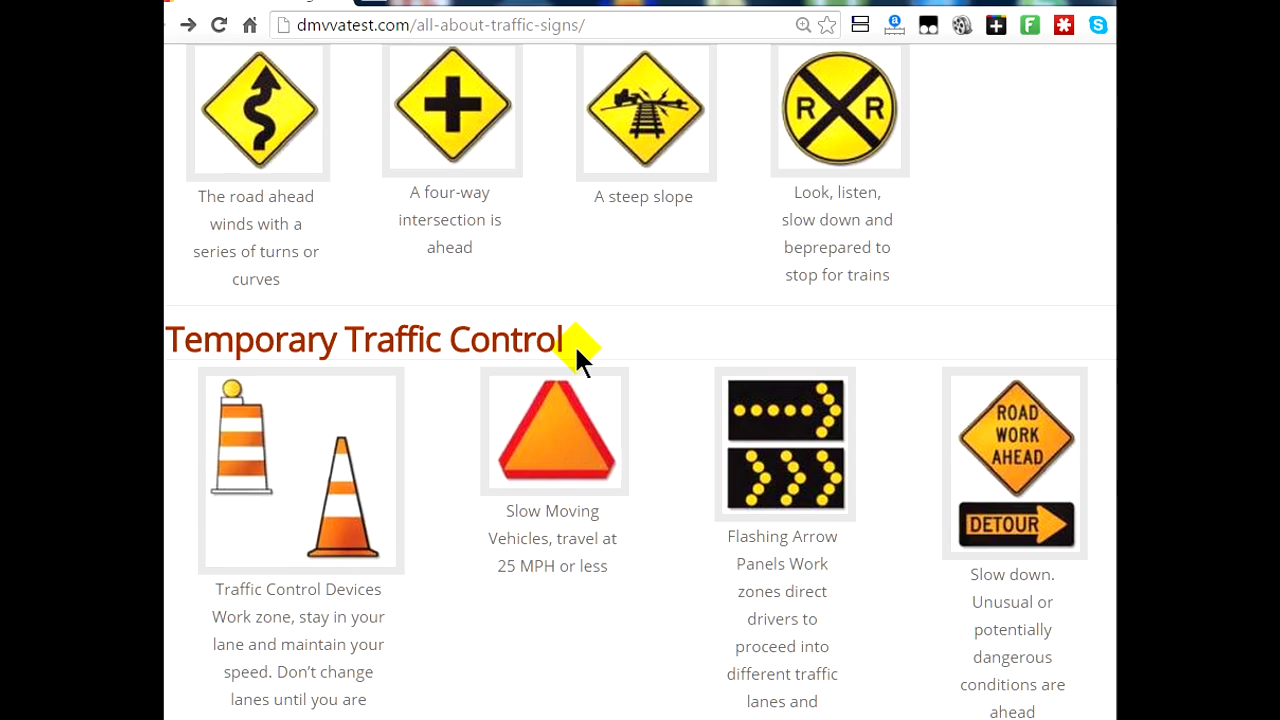 dmvvatest.com/all-about-traffic-signs/
R R
The road ahead
winds with a
series of turns or
curves
A four-way
intersection is
ahead
A steep slope
Look, listen,
slow down and
beprepared to
stop for trains
Temporary Traffic Control
Traffic Control Devices
Work zone, stay in your
lane and maintain your
speed. Don’t change
lanes until you are
Slow Moving
Vehicles, travel at
25 MPH or less
Flashing Arrow
Panels Work
zones direct
drivers to
proceed into
different traffic
lanes and
ROAD
WORK
AHEAD
DETOUR
Slow down.
Unusual or
potentially
dangerous
conditions are
ahead